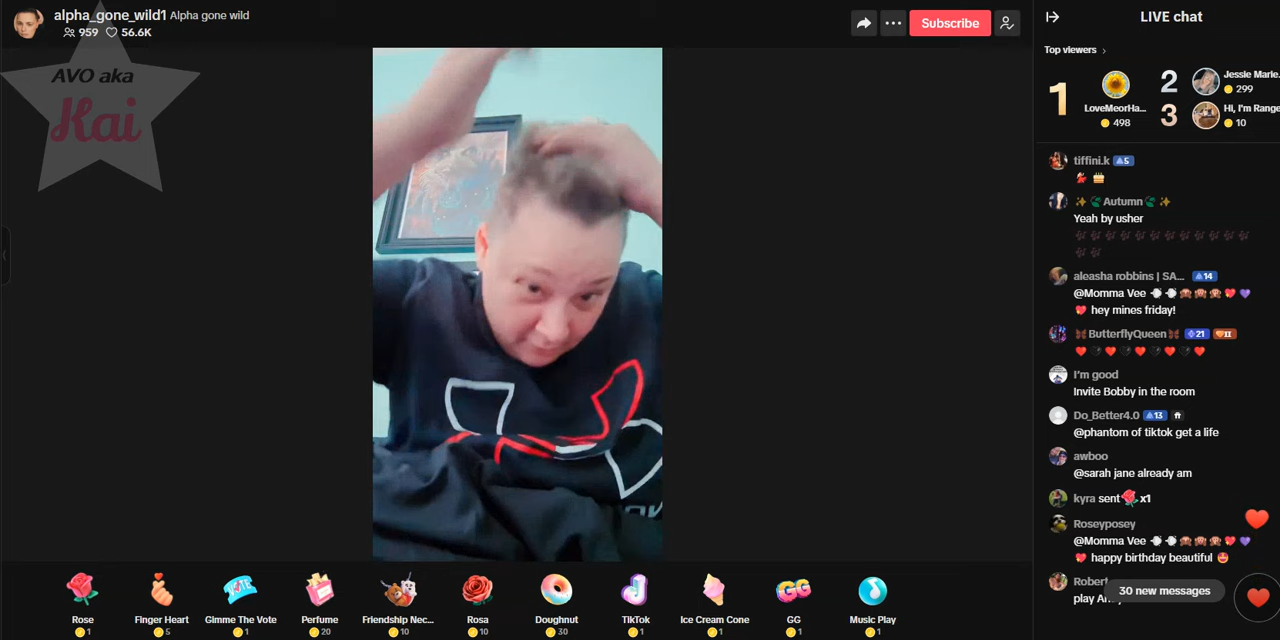 alpha_gone_wild1 Alpha gone wild
959 56.6K
Subscribe
AVO aka
Kai
LIVE chat
Top viewers
1
LoveMeorHa...
498
2
Jessie Marie.
299
3
Hi, I'm Range
10
tiffini.k 5
Autumn
Yeah by usher
aleasha robbins | SA... 14
@Momma Vee
hey mines friday!
ButterflyQueen 21 II
I'm good
Invite Bobby in the room
Do_Better4.0 13
@phantom of tiktok get a life
awboo
@sarah jane already am
kyra sent x1
Roseyposey
@Momma Vee
happy birthday beautiful
Robert
play
30 new messages
VOTE
GG
Rose
1
Finger Heart
5
Gimme The Vote
1
Perfume
20
Friendship Nec...
10
Rosa
10
Doughnut
30
TikTok
1
Ice Cream Cone
1
GG
1
Music Play
1